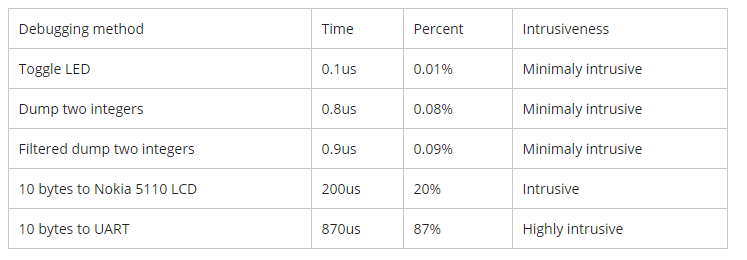 Debugging method Time Percent Intrusiveness
Toggle LED 0.1us 0.01% Minimaly intrusive
Dump two integers 0.8us 0.08% Minimaly intrusive
Filtered dump two integers 0.9us 0.09% Minimaly intrusive
10 bytes to Nokia 5110 LCD 200us 20% Intrusive
10 bytes to UART 870us 87% Highly intrusive